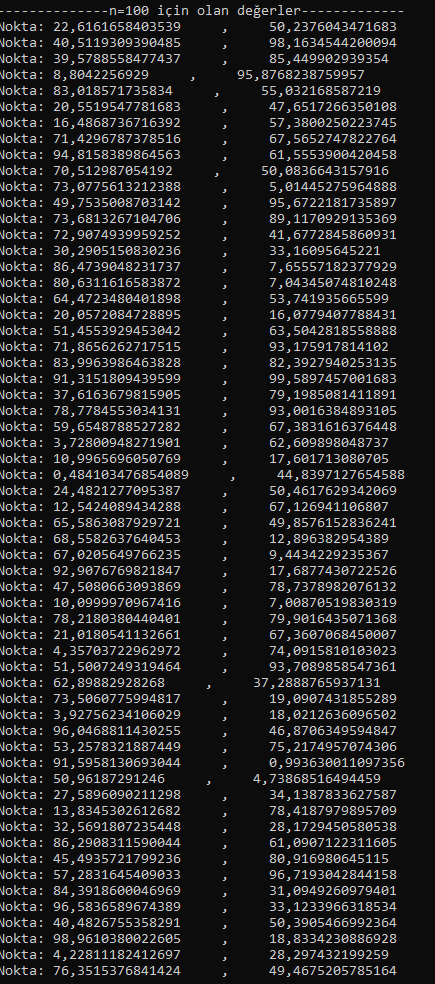 ---------------n=100 için olan değerler-------------
Nokta: 22,6161658403539     ,     50,2376043471683
Nokta: 40,5119309390485     ,     98,1634544200094
Nokta: 39,5788558477437     ,     85,449902939354
Nokta: 8,8042256929     ,     95,8768238759957
Nokta: 83,018571735834     ,     55,032168587219
Nokta: 20,5519547781683     ,     47,6517266350108
Nokta: 16,4868736716392     ,     57,3800250223745
Nokta: 71,4296787378516     ,     67,5652747822764
Nokta: 94,8158389864563     ,     61,5553900420458
Nokta: 70,512987054192     ,     50,0836643157916
Nokta: 73,0775613212388     ,     5,01445275964888
Nokta: 49,7535008703142     ,     95,6722181735897
Nokta: 73,6813267104706     ,     89,1170929135369
Nokta: 72,9074939959252     ,     41,6772845860931
Nokta: 30,2905150830236     ,     33,16095645221
Nokta: 86,4739048231737     ,     7,65557182377929
Nokta: 80,6311616583872     ,     7,04345074810248
Nokta: 64,4723480401898     ,     53,741935665599
Nokta: 20,0572084728895     ,     16,0779407788431
Nokta: 51,4553929453042     ,     63,5042818558888
Nokta: 71,8656262717515     ,     93,175917814102
Nokta: 83,9963986463828     ,     82,3927940253135
Nokta: 91,3151809439599     ,     99,5897457001683
Nokta: 37,6163679815905     ,     79,1985081411891
Nokta: 78,7784553034131     ,     93,0016384893105
Nokta: 59,6548788527282     ,     67,3831616376448
Nokta: 3,72800948271901     ,     62,609898048737
Nokta: 10,9965696050769     ,     17,601713080705
Nokta: 0,484103476854089     ,     44,8397127654588
Nokta: 24,4821277095387     ,     50,4617629342069
Nokta: 12,5424089434288     ,     67,126941106807
Nokta: 65,5863087929721     ,     49,8576152836241
Nokta: 68,5582637640453     ,     12,896382954389
Nokta: 67,0205649766235     ,     9,4434229235367
Nokta: 92,9076769821847     ,     17,6877430722526
Nokta: 47,5080663093869     ,     78,7378982076132
Nokta: 10,0999970967416     ,     7,00870519830319
Nokta: 78,2180380440401     ,     79,9016435071368
Nokta: 21,0180541132661     ,     67,3607068450007
Nokta: 4,35703722962972     ,     74,0915810103023
Nokta: 51,5007249319464     ,     93,7089858547361
Nokta: 62,89882928268     ,     37,2888765937131
Nokta: 73,5060775994817     ,     19,0907431855289
Nokta: 3,92756234106029     ,     18,0212636096502
Nokta: 96,0468811430255     ,     46,8706349594847
Nokta: 53,2578321887449     ,     75,2174957074306
Nokta: 91,5958130693044     ,     0,993630011097356
Nokta: 50,96187291246     ,     4,73868516494459
Nokta: 27,5896090211298     ,     34,1387833627587
Nokta: 13,8345302612682     ,     78,4187979895709
Nokta: 32,5691807235448     ,     28,1729450580538
Nokta: 86,2908311590044     ,     61,0907122311605
Nokta: 45,4935721799236     ,     80,916980645115
Nokta: 57,2831645409033     ,     96,7193042844158
Nokta: 84,3918600046969     ,     31,0949260979401
Nokta: 96,5836589674389     ,     33,1233966318534
Nokta: 40,4826755358291     ,     50,3905466992364
Nokta: 98,9610380022605     ,     18,8334230886928
Nokta: 4,22811182412697     ,     28,297432199259
Nokta: 76,3515376841424     ,     49,4675205785164